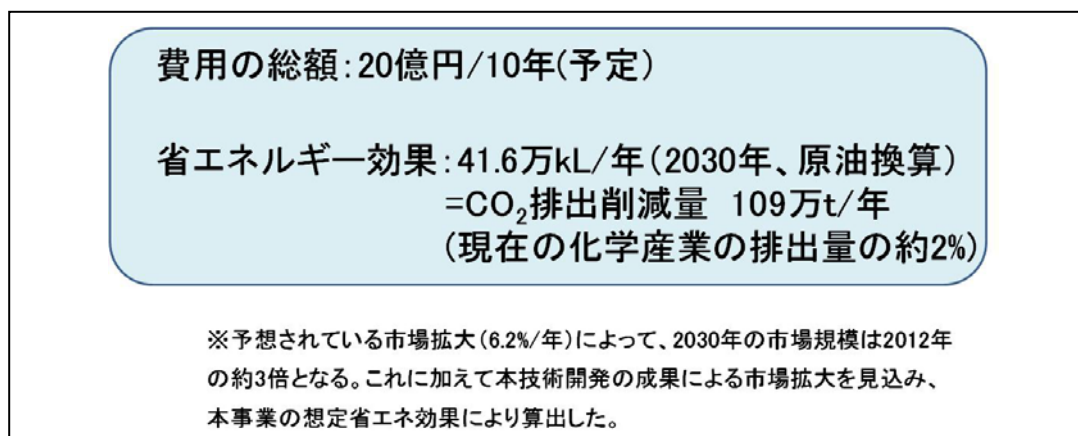 費用の総額:20億円/10年(予定)
省エネルギー効果:41.6万kL/年(2030年、原油換算)
=CO₂排出削減量 109万t/年
(現在の化学産業の排出量の約2%)
※予想されている市場拡大(6.2%/年)によって、2030年の市場規模は2012年
の約3倍となる。これに加えて本技術開発の成果による市場拡大を見込み、
本事業の想定省エネ効果により算出した。